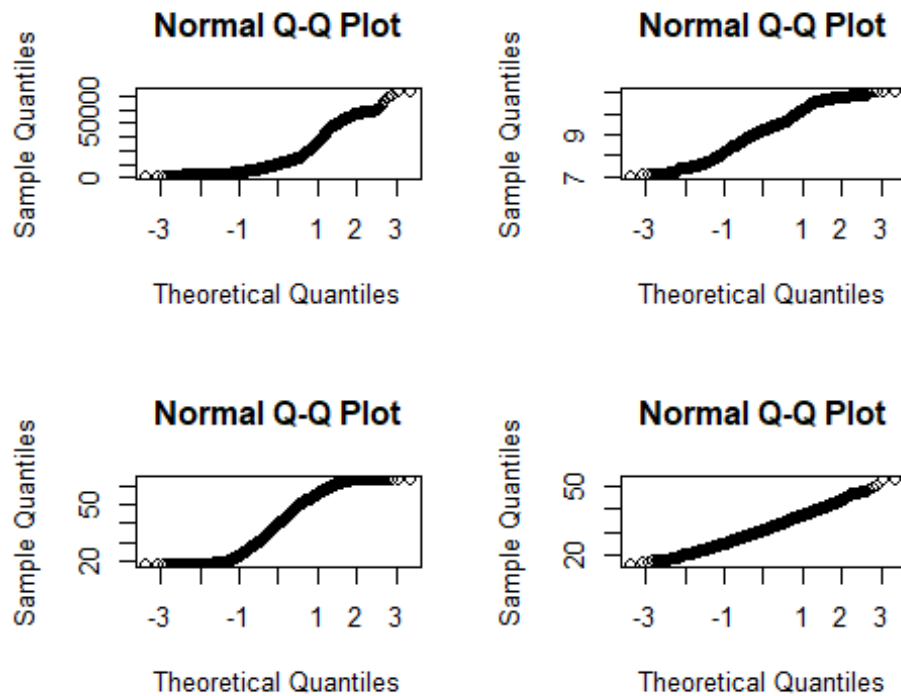 Normal Q-Q Plot
Sample Quantiles
0 50000
-3 -1 1 2 3
Theoretical Quantiles
Normal Q-Q Plot
Sample Quantiles
7 9
-3 -1 1 2 3
Theoretical Quantiles
Normal Q-Q Plot
Sample Quantiles
20 50
-3 -1 1 2 3
Theoretical Quantiles
Normal Q-Q Plot
Sample Quantiles
20 50
-3 -1 1 2 3
Theoretical Quantiles